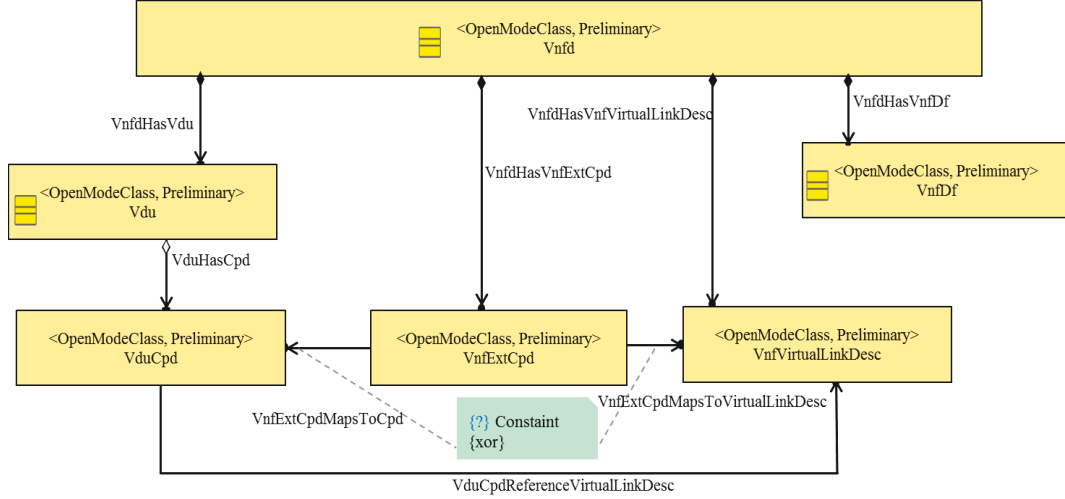 <OpenModeClass, Preliminary>
Vnfd
VnfdHasVdu
VnfdHasVnfExtCpd
VnfdHasVnfVirtualLinkDesc
VnfdHasVnfDf
<OpenModeClass, Preliminary>
Vdu
<OpenModeClass, Preliminary>
VnfDf
VduHasCpd
<OpenModeClass, Preliminary>
VduCpd
<OpenModeClass, Preliminary>
VnfExtCpd
<OpenModeClass, Preliminary>
VnfVirtualLinkDesc
VnfExtCpdMapsToCpd
{?} Constaint
{xor}
VnfExtCpdMapsToVirtualLinkDesc
VduCpdReferenceVirtualLinkDesc